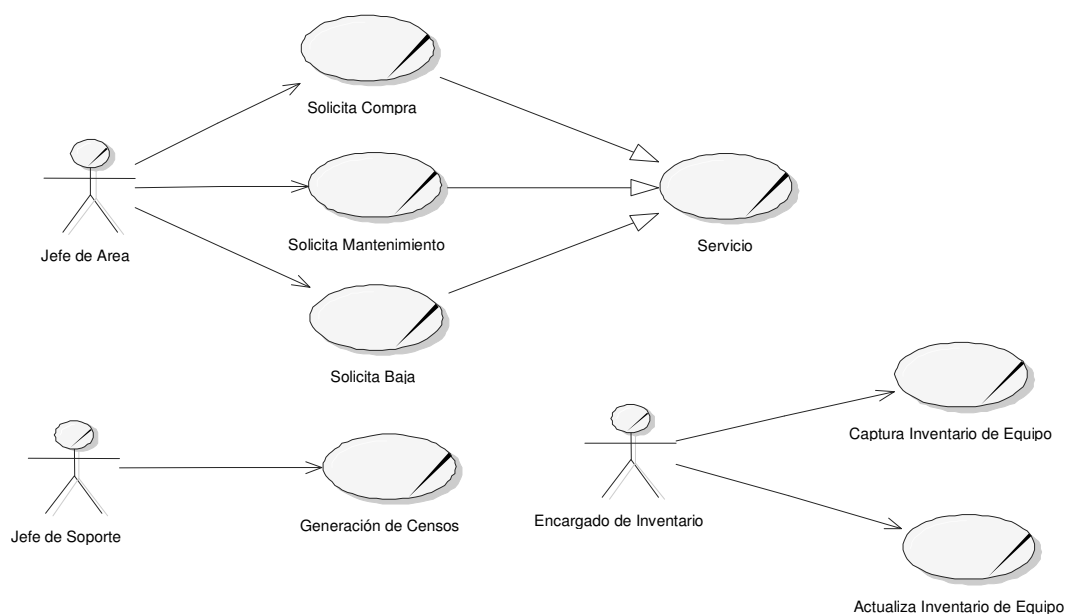 Solicita Compra
Jefe de Area
Solicita Mantenimiento
Servicio
Solicita Baja
Captura Inventario de Equipo
Jefe de Soporte
Generación de Censos
Encargado de Inventario
Actualiza Inventario de Equipo